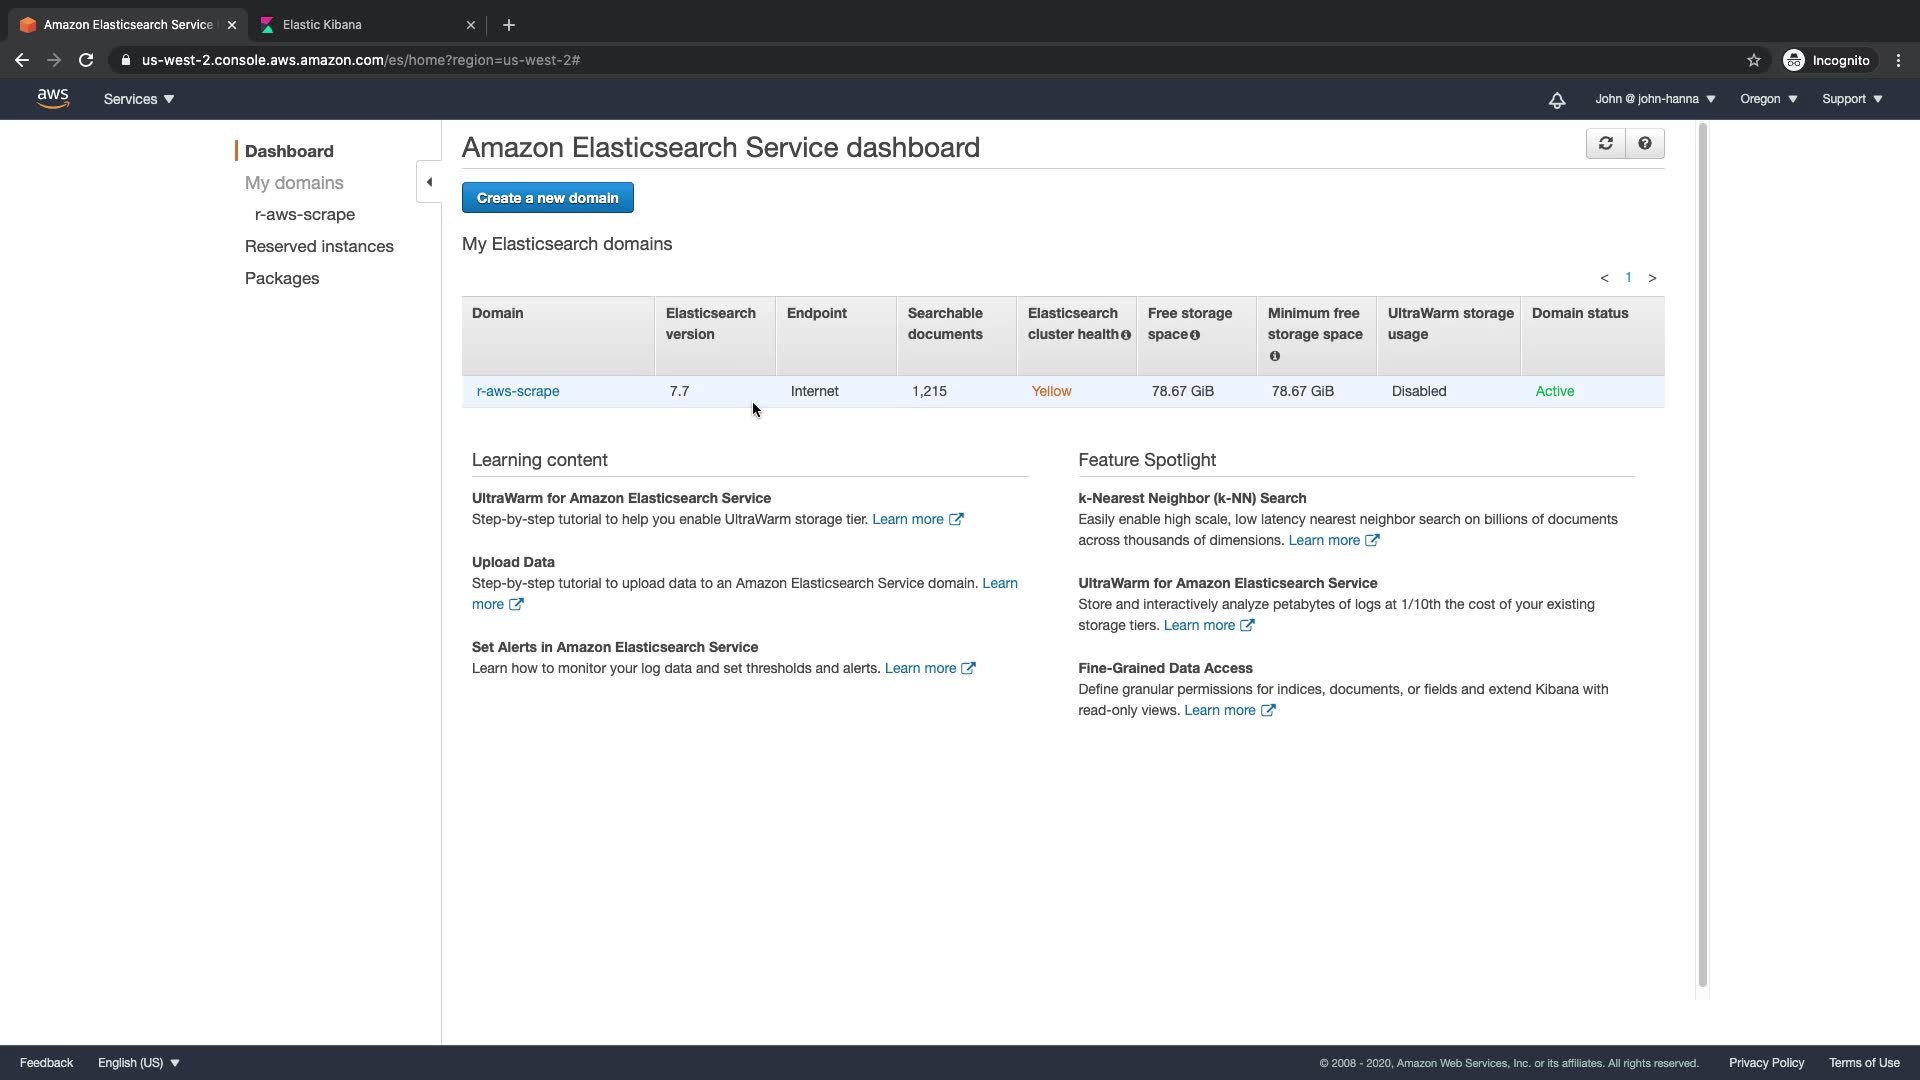 Amazon Elasticsearch Service
Elastic Kibana
us-west-2.console.aws.amazon.com/es/home?region=us-west-2#
Incognito
aws
Services
John @ john-hanna
Oregon
Support
Dashboard
My domains
r-aws-scrape
Reserved instances
Packages
Amazon Elasticsearch Service dashboard
Create a new domain
My Elasticsearch domains
< 1 >
Domain
Elasticsearch
version
Endpoint
Searchable
documents
Elasticsearch
cluster health
Free storage
space
Minimum free
storage space
UltraWarm storage
usage
Domain status
r-aws-scrape 7.7 Internet 1,215 Yellow 78.67 GiB 78.67 GiB Disabled Active
Learning content
UltraWarm for Amazon Elasticsearch Service
Step-by-step tutorial to help you enable UltraWarm storage tier. Learn more
Upload Data
Step-by-step tutorial to upload data to an Amazon Elasticsearch Service domain. Learn
more
Set Alerts in Amazon Elasticsearch Service
Learn how to monitor your log data and set thresholds and alerts. Learn more
Feature Spotlight
k-Nearest Neighbor (k-NN) Search
Easily enable high scale, low latency nearest neighbor search on billions of documents
across thousands of dimensions. Learn more
UltraWarm for Amazon Elasticsearch Service
Store and interactively analyze petabytes of logs at 1/10th the cost of your existing
storage tiers. Learn more
Fine-Grained Data Access
Define granular permissions for indices, documents, or fields and extend Kibana with
read-only views. Learn more
Feedback
English (US)
© 2008 - 2020, Amazon Web Services, Inc. or its affiliates. All rights reserved.
Privacy Policy
Terms of Use